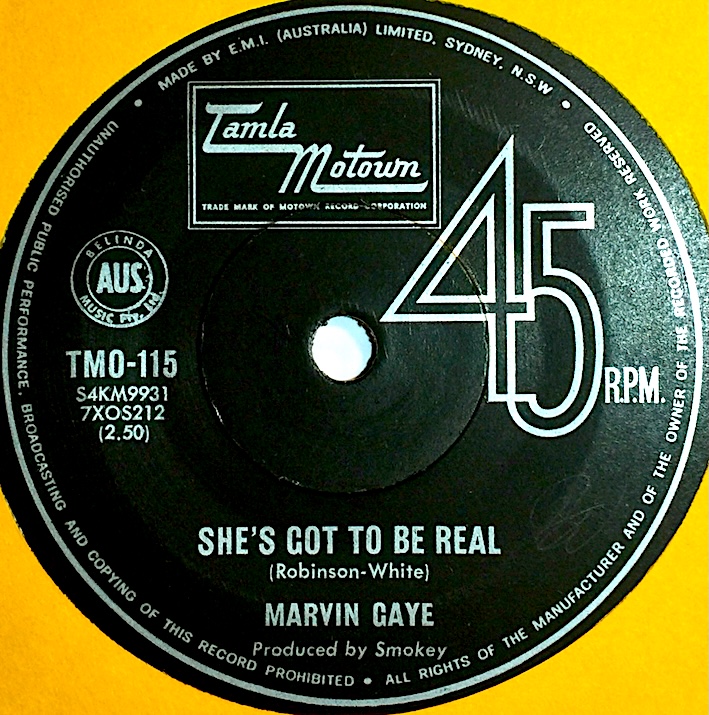 MADE BY E.M.I. (AUSTRALIA) LIMITED, SYDNEY, N.S.W •
UNAUTHORISED PUBLIC PERFORMANCE, BROADCASTING AND COPYING OF THIS RECORD PROHIBITED • ALL RIGHTS OF THE MANUFACTURER AND OF THE OWNER OF THE RECORDED WORK RESERVED •
Tamla
Motown
TRADE MARK OF MOTOWN RECORD CORPORATION
45
R.P.M.
BELINDA
AUS.
MUSIC Pty. Ltd.
TMO-115
S4KM9931
7XOS212
(2.50)
SHE'S GOT TO BE REAL
(Robinson-White)
MARVIN GAYE
Produced by Smokey